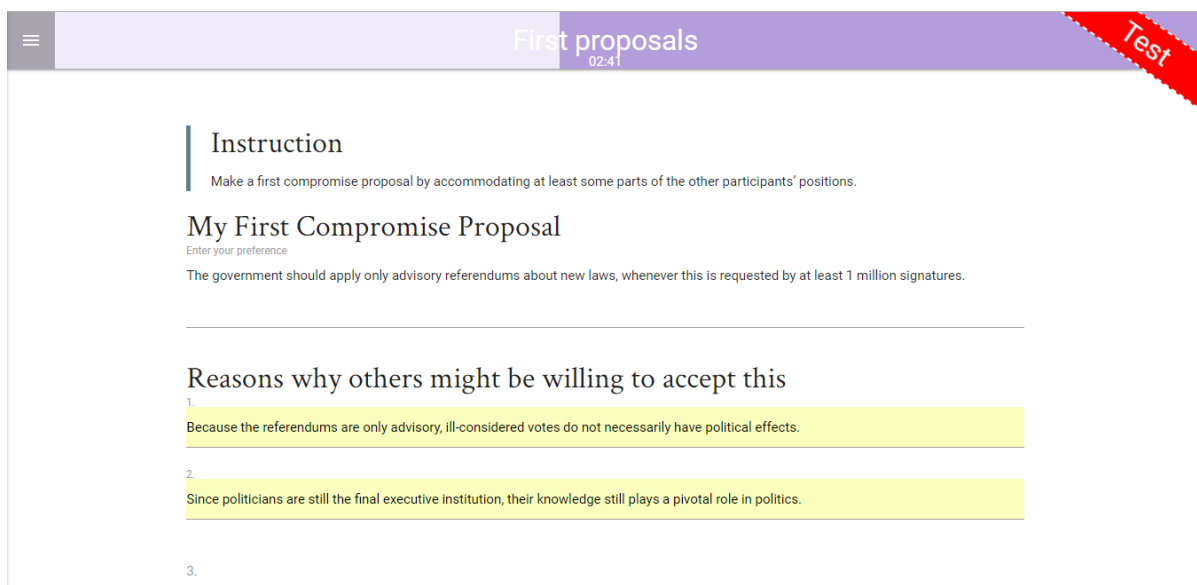 First proposals
02:41
Test
Instruction
Make a first compromise proposal by accommodating at least some parts of the other participants' positions.
My First Compromise Proposal
Enter your preference
The government should apply only advisory referendums about new laws, whenever this is requested by at least 1 million signatures.
Reasons why others might be willing to accept this
1.
Because the referendums are only advisory, ill-considered votes do not necessarily have political effects.
2.
Since politicians are still the final executive institution, their knowledge still plays a pivotal role in politics.
3.